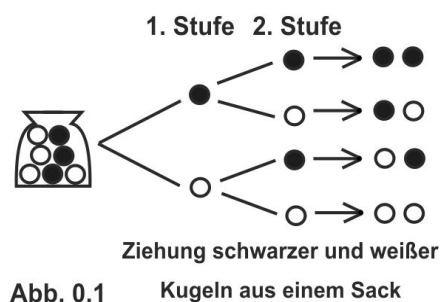 1. Stufe 2. Stufe
Ziehung schwarzer und weißer
Abb. 0.1 Kugeln aus einem Sack